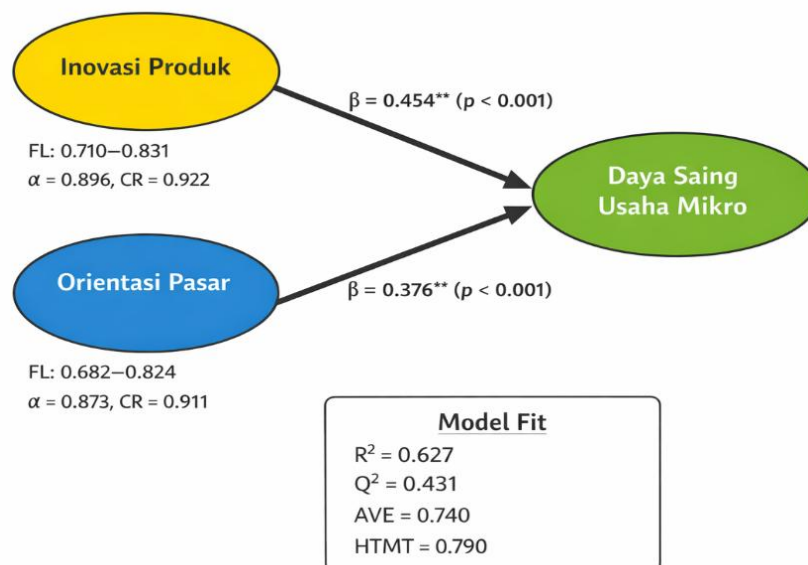 Inovasi Produk
FL: 0.710–0.831
α = 0.896, CR = 0.922
β = 0.454** (p < 0.001)
Daya Saing
Usaha Mikro
Orientasi Pasar
FL: 0.682–0.824
α = 0.873, CR = 0.911
β = 0.376** (p < 0.001)
Model Fit
R² = 0.627
Q² = 0.431
AVE = 0.740
HTMT = 0.790